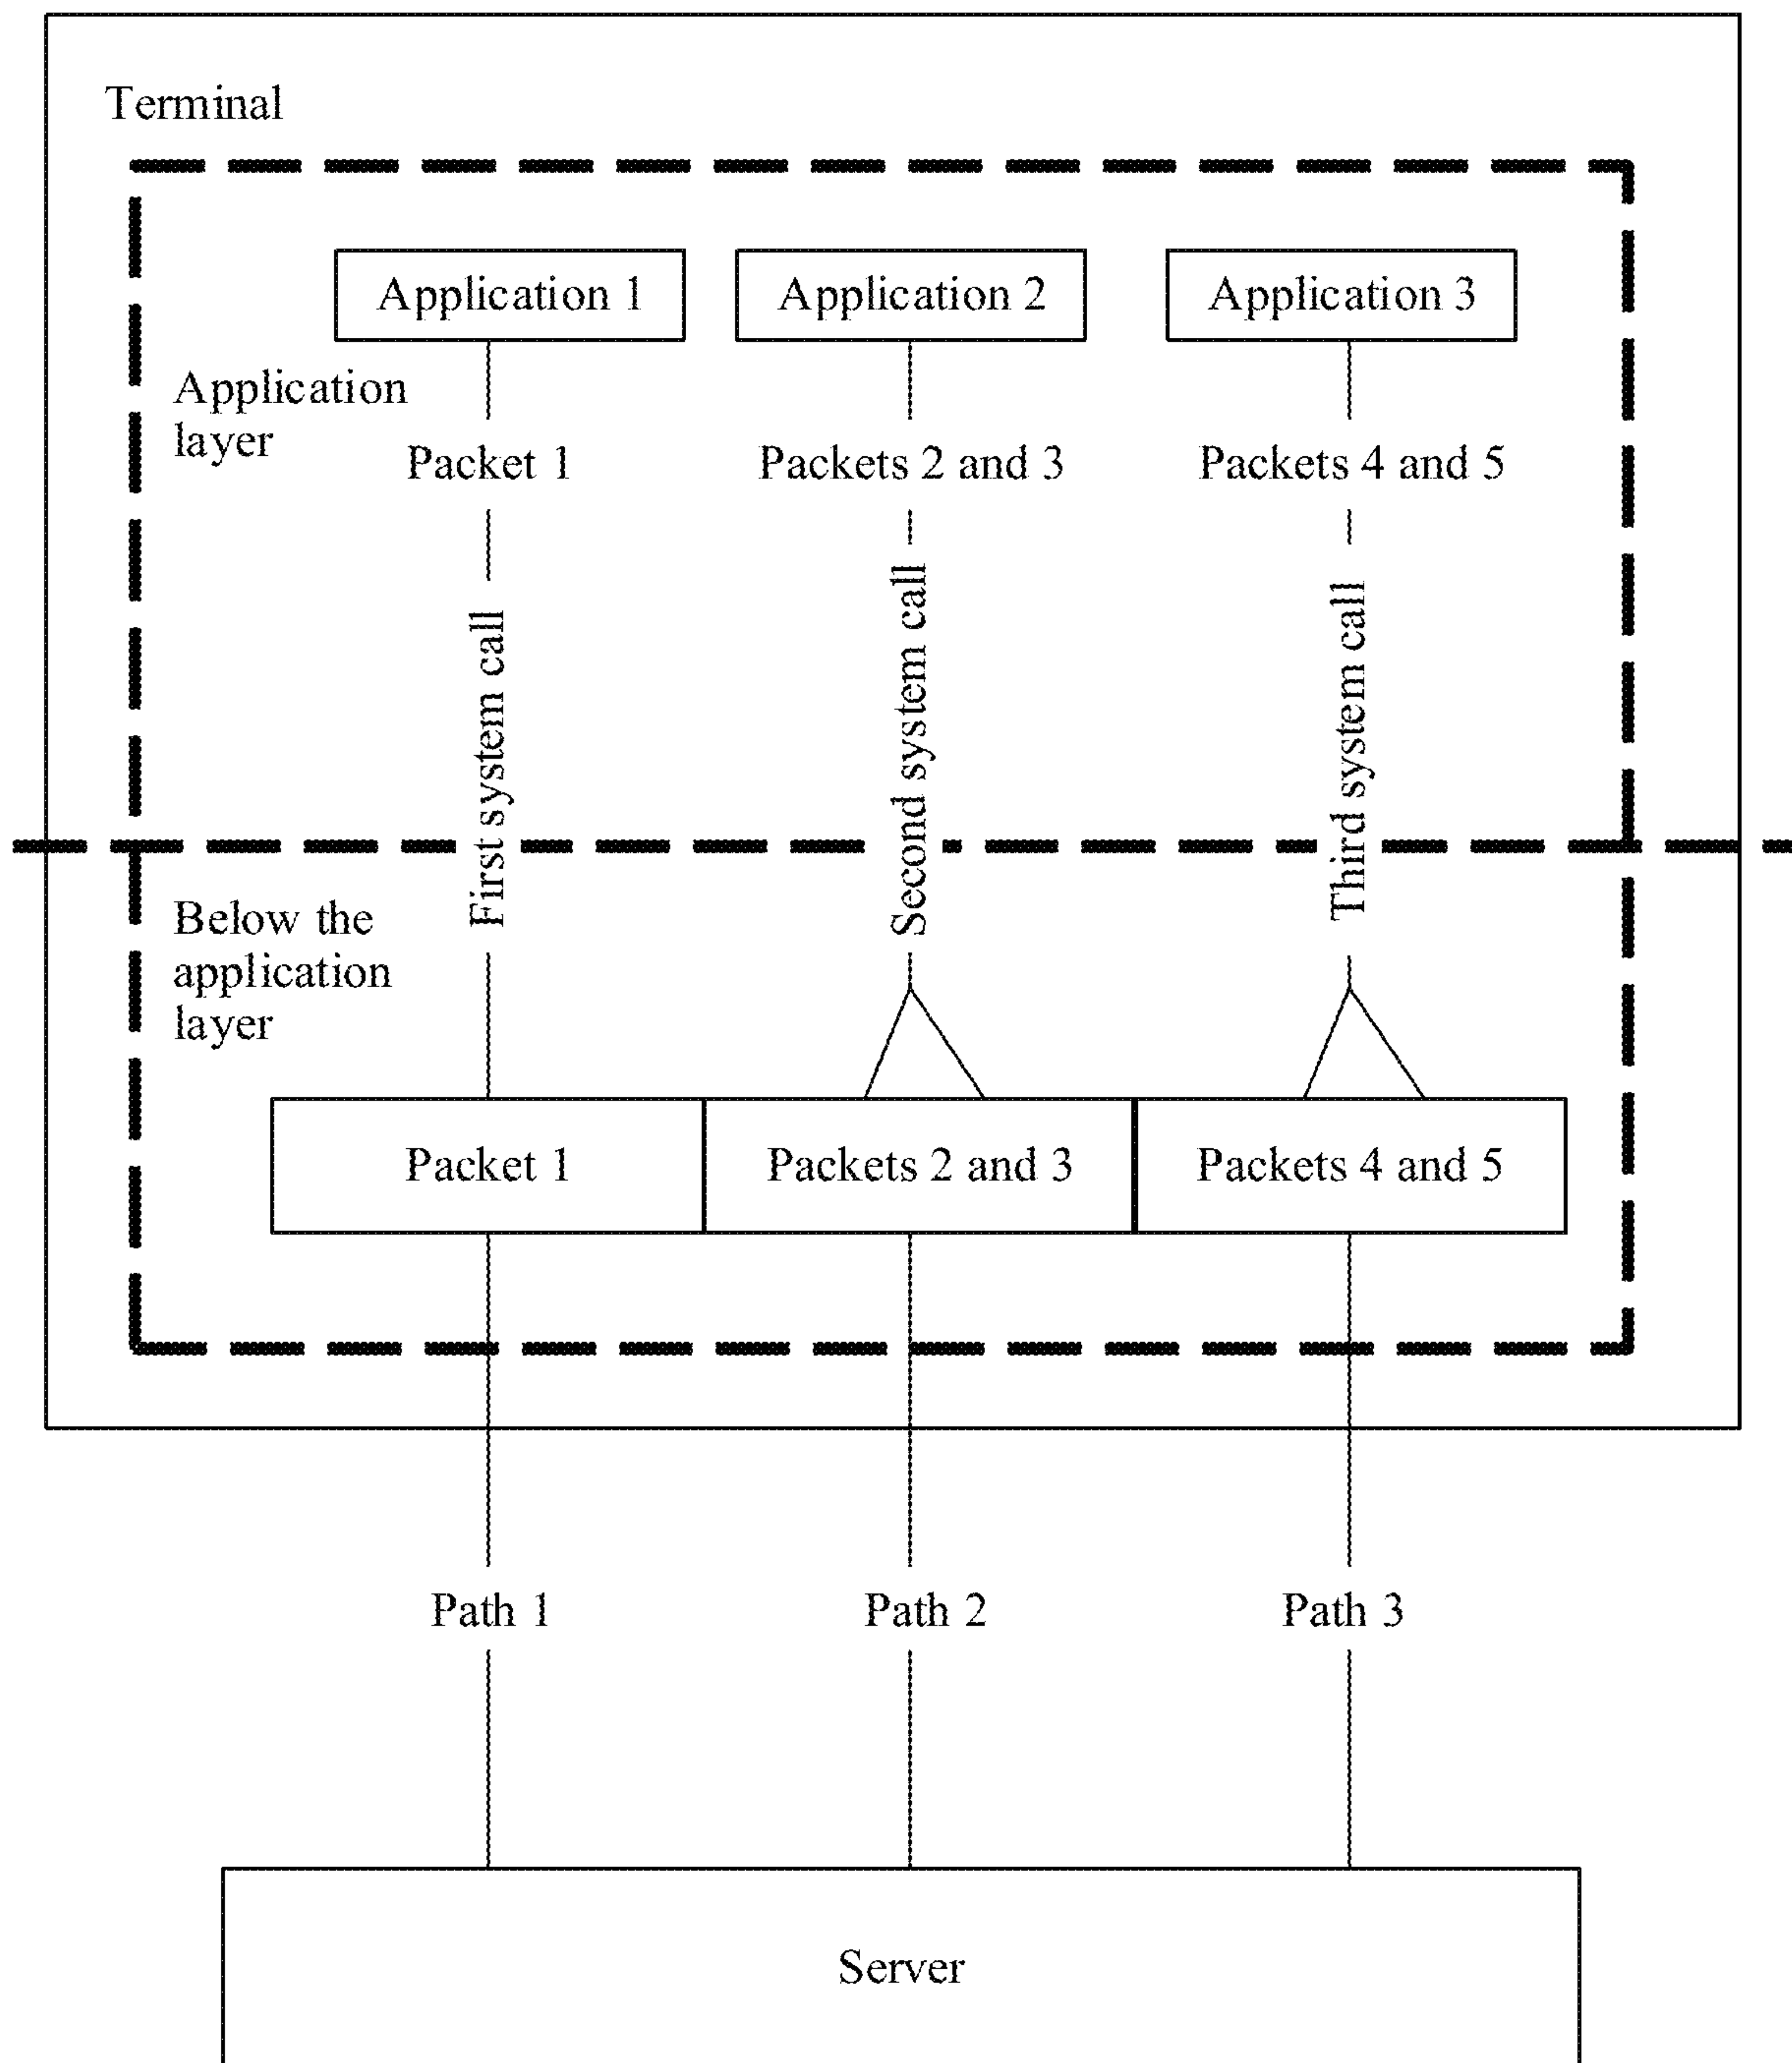 Terminal
Application 1
Application 2
Application 3
Application
layer
Packet 1
Packets 2 and 3
Packets 4 and 5
First system call
Second system call
Third system call
Below the
application
layer
Packet 1
Packets 2 and 3
Packets 4 and 5
Path 1
Path 2
Path 3
Server